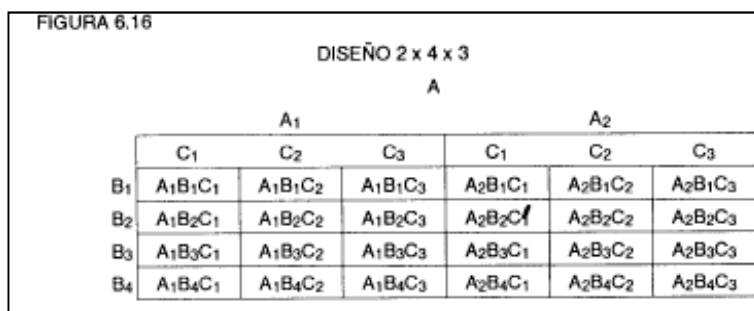 FIGURA 6.16
DISEÑO 2 x 4 x 3
A
A₁ A₂
C₁ C₂ C₃ C₁ C₂ C₃
B₁ A₁B₁C₁ A₁B₁C₂ A₁B₁C₃ A₂B₁C₁ A₂B₁C₂ A₂B₁C₃
B₂ A₁B₂C₁ A₁B₂C₂ A₁B₂C₃ A₂B₂C₁ A₂B₂C₂ A₂B₂C₃
B₃ A₁B₃C₁ A₁B₃C₂ A₁B₃C₃ A₂B₃C₁ A₂B₃C₂ A₂B₃C₃
B₄ A₁B₄C₁ A₁B₄C₂ A₁B₄C₃ A₂B₄C₁ A₂B₄C₂ A₂B₄C₃